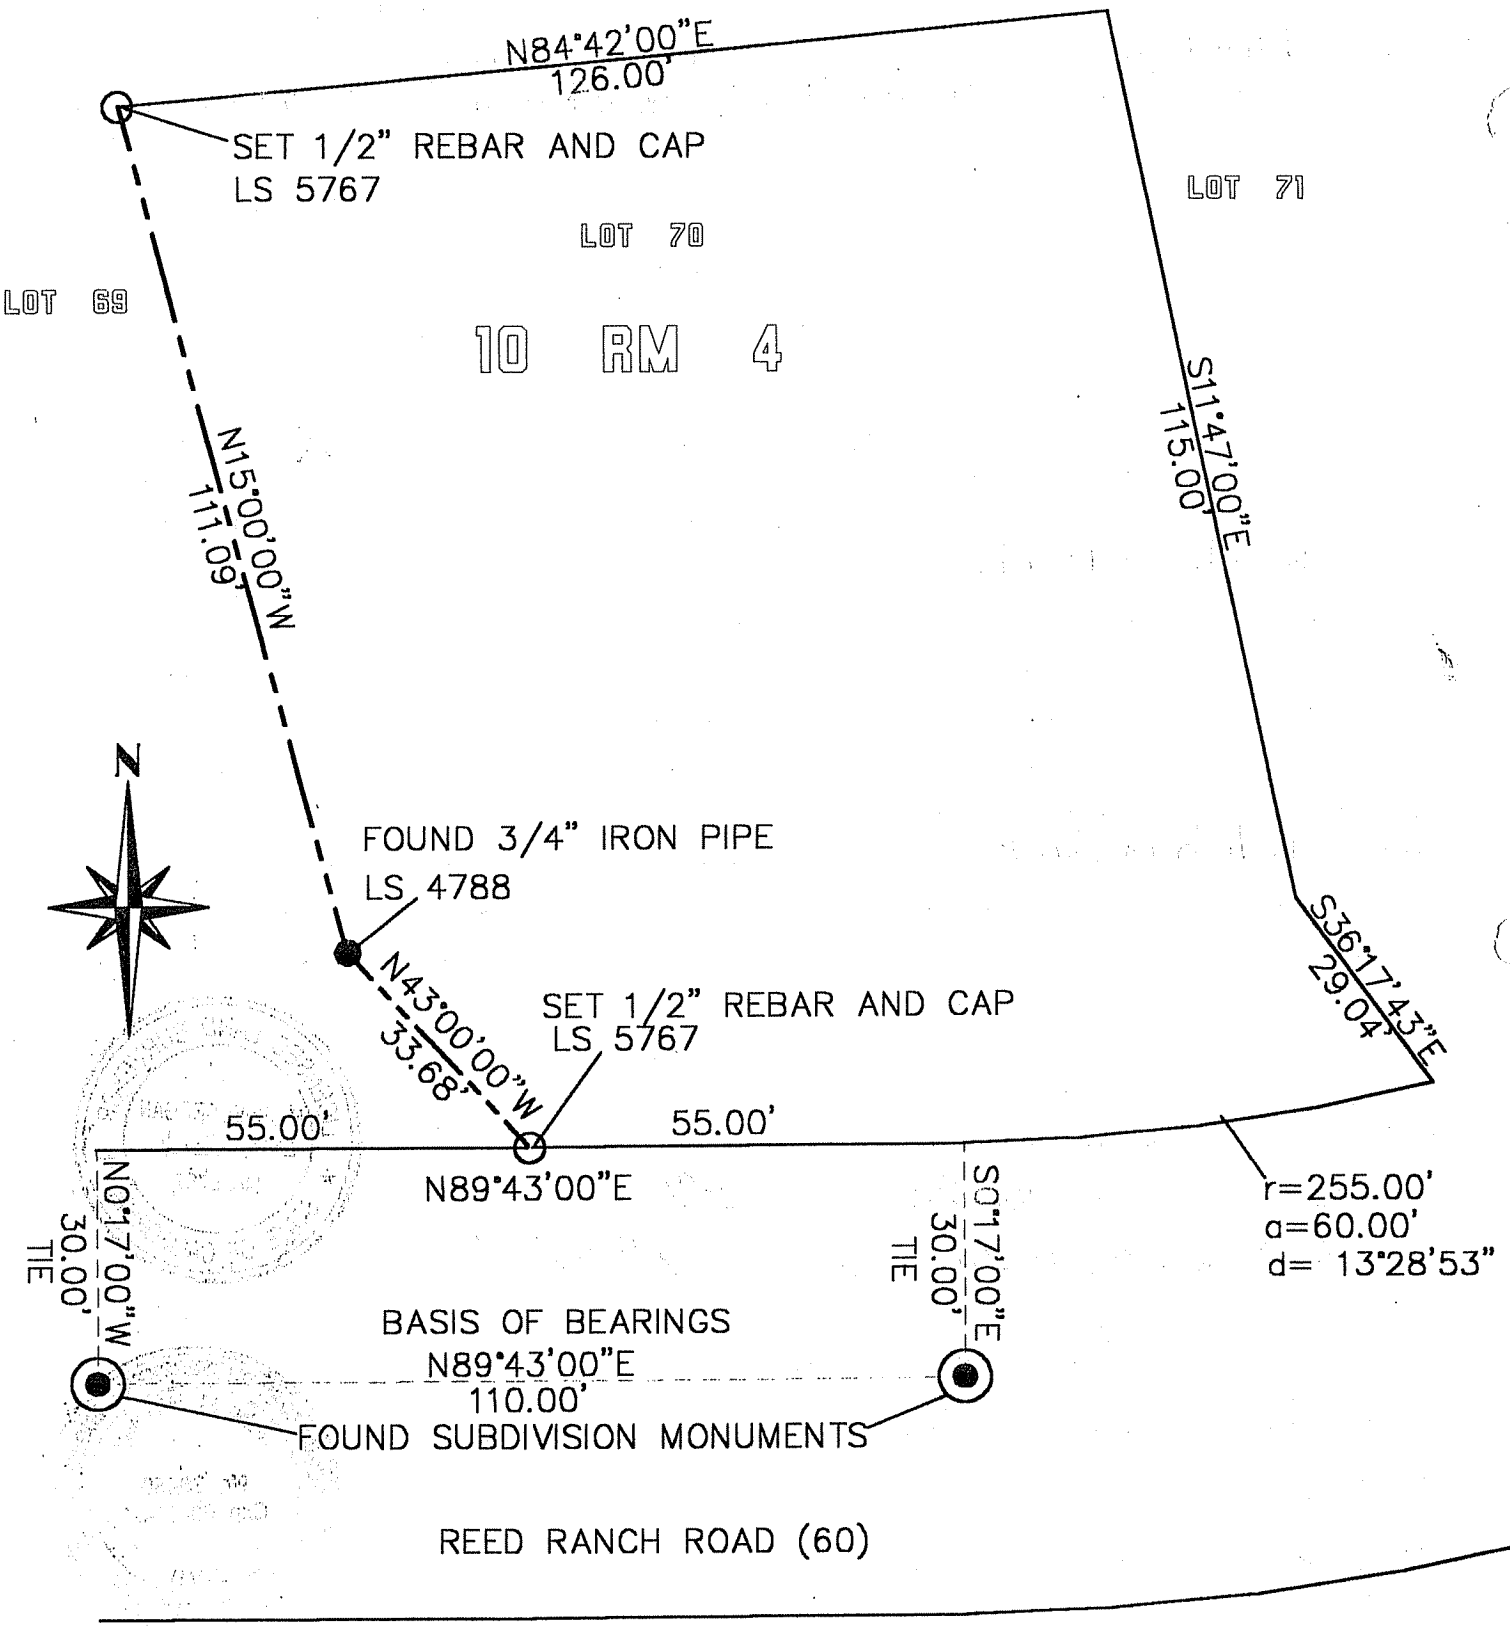 N84°42'00"E
126.00'
SET 1/2" REBAR AND CAP
LS 5767
LOT 71
LOT 70
LOT 69
10 RM 4
S11°47'00"E
115.00'
N15°00'00"W
111.09'
N
FOUND 3/4" IRON PIPE
LS 4788
S36°17'43"E
29.04'
N43°00'00"W
33.68'
SET 1/2" REBAR AND CAP
LS 5767
55.00'
55.00'
N89°43'00"E
N0°17'00"W
30.00'
TIE
S0°17'00"E
30.00'
TIE
r=255.00'
a=60.00'
d= 13°28'53"
BASIS OF BEARINGS
N89°43'00"E
110.00'
FOUND SUBDIVISION MONUMENTS
REED RANCH ROAD (60)